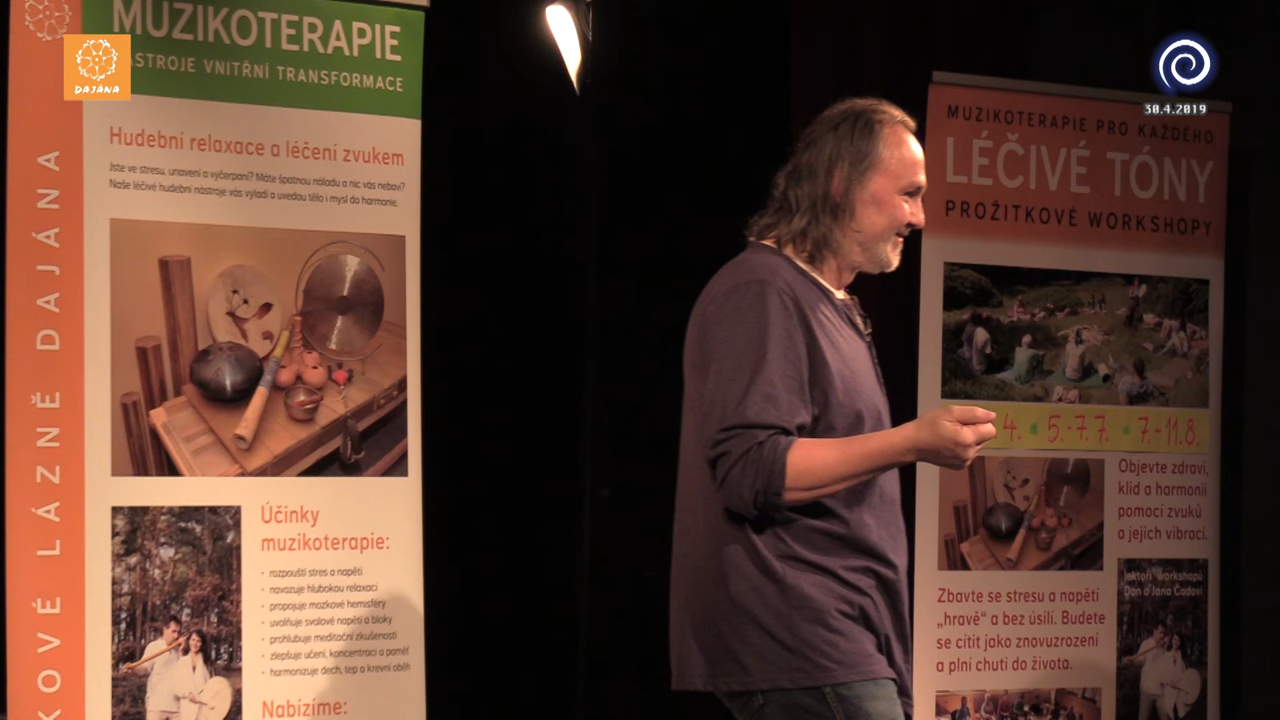 MUZIKOTERAPIE
ÁSTROJE VNITŘNÍ TRANSFORMACE
DAJÁNA
KOVÉ LÁZNĚ DAJÁNA
Hudební relaxace a léčení zvukem
Jste ve stresu, unavení a vyčerpaní? Máte špatnou náladu a nic vás nebaví?
Naše léčivé hudební nástroje vás vyladí a uvedou tělo i mysl do harmonie.
Účinky
muzikoterapie:
• rozpouští stres a napětí
• navozuje hlubokou relaxaci
• propojuje mozkové hemisféry
• uvolňuje svalové napětí a bloky
• prohlubuje meditační zkušenosti
• zlepšuje učení, koncentraci a paměť
• harmonizuje dech, tep a krevní oběh
Nabízíme:
30.4.2019
MUZIKOTERAPIE PRO KAŽDÉHO
LÉČIVÉ TÓNY
PROŽITKOVÉ WORKSHOPY
4. • 5.-7.7. • 7.-11.8.
Objevte zdraví,
klid a harmonii
pomocí zvuků
a jejich vibrací.
lektoři workshopů
Dan a Jana Čadovi
Zbavte se stresu a napětí
„hravě“ a bez úsilí. Budete
se cítit jako znovuzrození
a plní chuti do života.